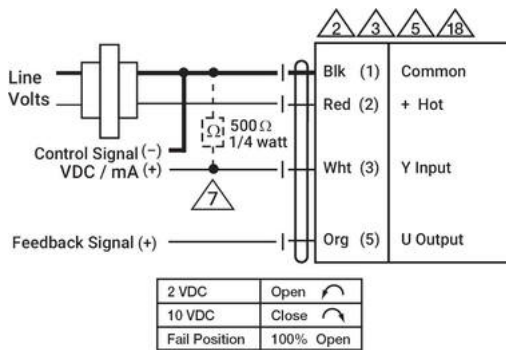 2 3 5 18
Line
Volts
Blk (1) Common
Red (2) + Hot
Ω 500 Ω
1/4 watt
Control Signal (−)
VDC / mA (+)
Wht (3) Y Input
7
Feedback Signal (+)
Org (5) U Output
2 VDC Open
10 VDC Close
Fail Position 100% Open